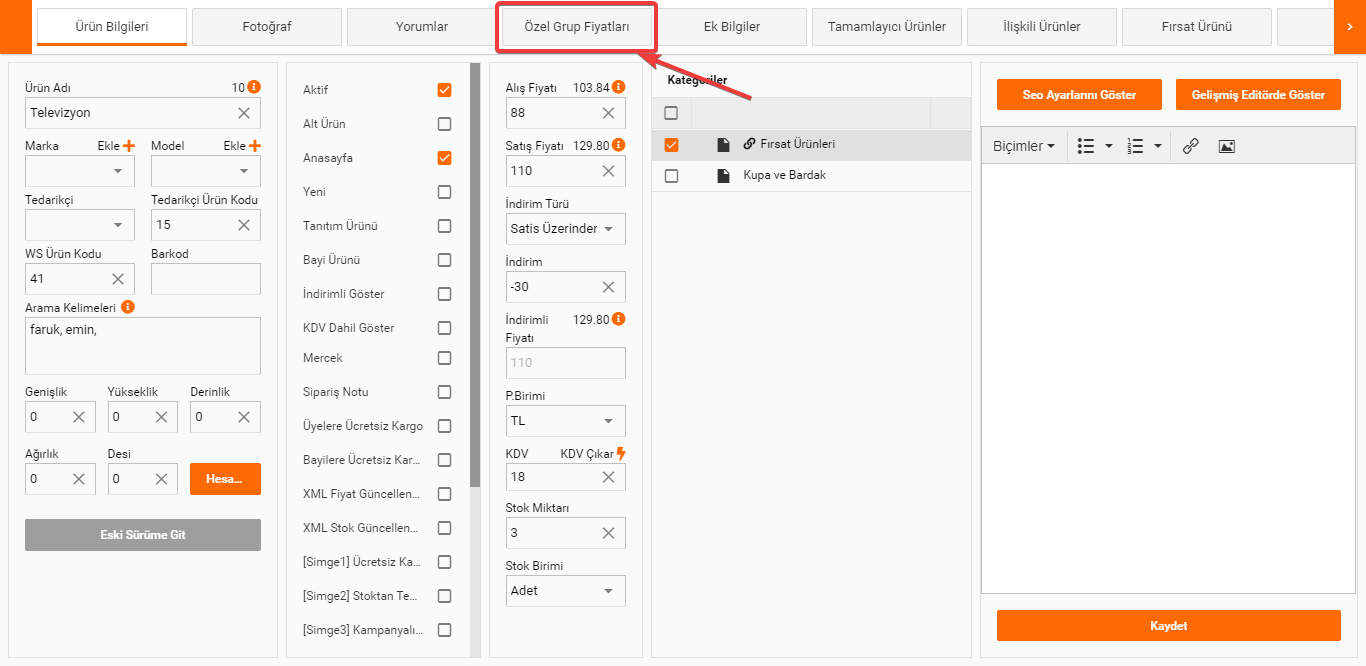 Ürün Bilgileri
Fotoğraf
Yorumlar
Özel Grup Fiyatları
Ek Bilgiler
Tamamlayıcı Ürünler
İlişkili Ürünler
Fırsat Ürünü
Ürün Adı 10
Televizyon
Marka Ekle
Model Ekle
Tedarikçi
Tedarikçi Ürün Kodu
15
WS Ürün Kodu
Barkod
41
Arama Kelimeleri
faruk, emin,
Genişlik
Yükseklik
Derinlik
0
0
0
Ağırlık
Desi
0
0
Hesa...
Eski Sürüme Git
Aktif
Alt Ürün
Anasayfa
Yeni
Tanıtım Ürünü
Bayi Ürünü
İndirimli Göster
KDV Dahil Göster
Mercek
Sipariş Notu
Üyelere Ücretsiz Kargo
Bayilere Ücretsiz Kar...
XML Fiyat Güncellen...
XML Stok Güncellen...
[Simge1] Ücretsiz Ka...
[Simge2] Stoktan Te...
[Simge3] Kampanyalı...
Alış Fiyatı 103.84
88
Satış Fiyatı 129.80
110
İndirim Türü
Satis Üzerinder
İndirim
-30
İndirimli 129.80
Fiyatı
110
P.Birimi
TL
KDV KDV Çıkar
18
Stok Miktarı
3
Stok Birimi
Adet
Kategoriler
Fırsat Ürünleri
Kupa ve Bardak
Seo Ayarlarını Göster
Gelişmiş Editörde Göster
Biçimler
Kaydet